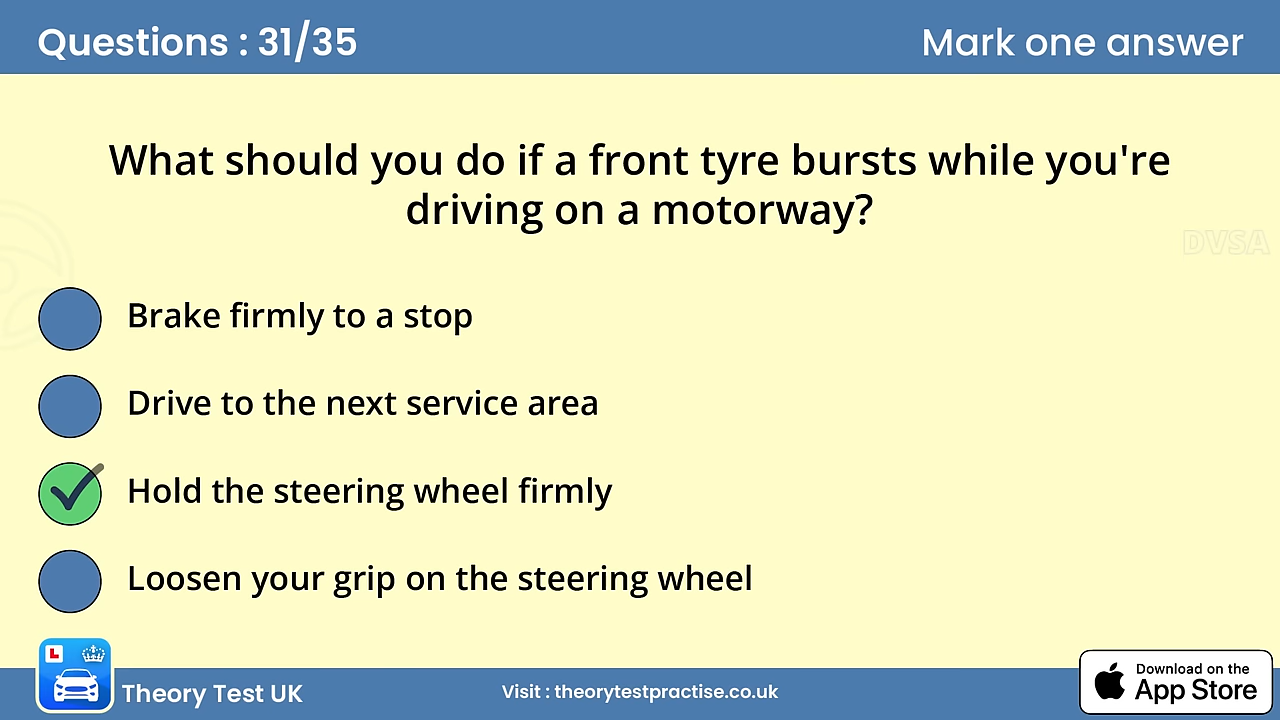 Questions : 31/35
Mark one answer
What should you do if a front tyre bursts while you're
driving on a motorway?
DVSA
Brake firmly to a stop
Drive to the next service area
Hold the steering wheel firmly
Loosen your grip on the steering wheel
L
Theory Test UK
Visit : theorytestpractise.co.uk
Download on the
App Store